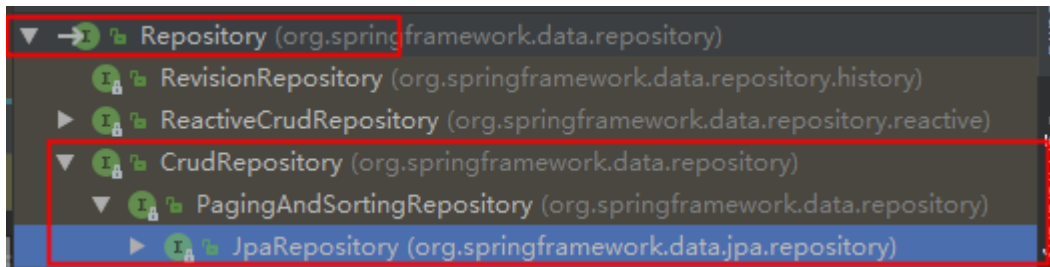 Repository (org.springframework.data.repository)
RevisionRepository (org.springframework.data.repository.history)
ReactiveCrudRepository (org.springframework.data.repository.reactive)
CrudRepository (org.springframework.data.repository)
PagingAndSortingRepository (org.springframework.data.repository)
JpaRepository (org.springframework.data.jpa.repository)